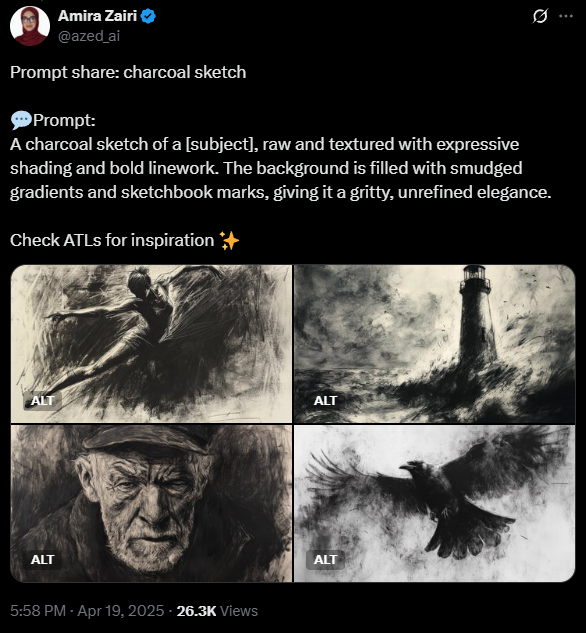 Amira Zairi
@azed_ai
Prompt share: charcoal sketch
💬Prompt:
A charcoal sketch of a [subject], raw and textured with expressive
shading and bold linework. The background is filled with smudged
gradients and sketchbook marks, giving it a gritty, unrefined elegance.
Check ATLs for inspiration ✨
ALT
ALT
ALT
ALT
5:58 PM · Apr 19, 2025 · 26.3K Views